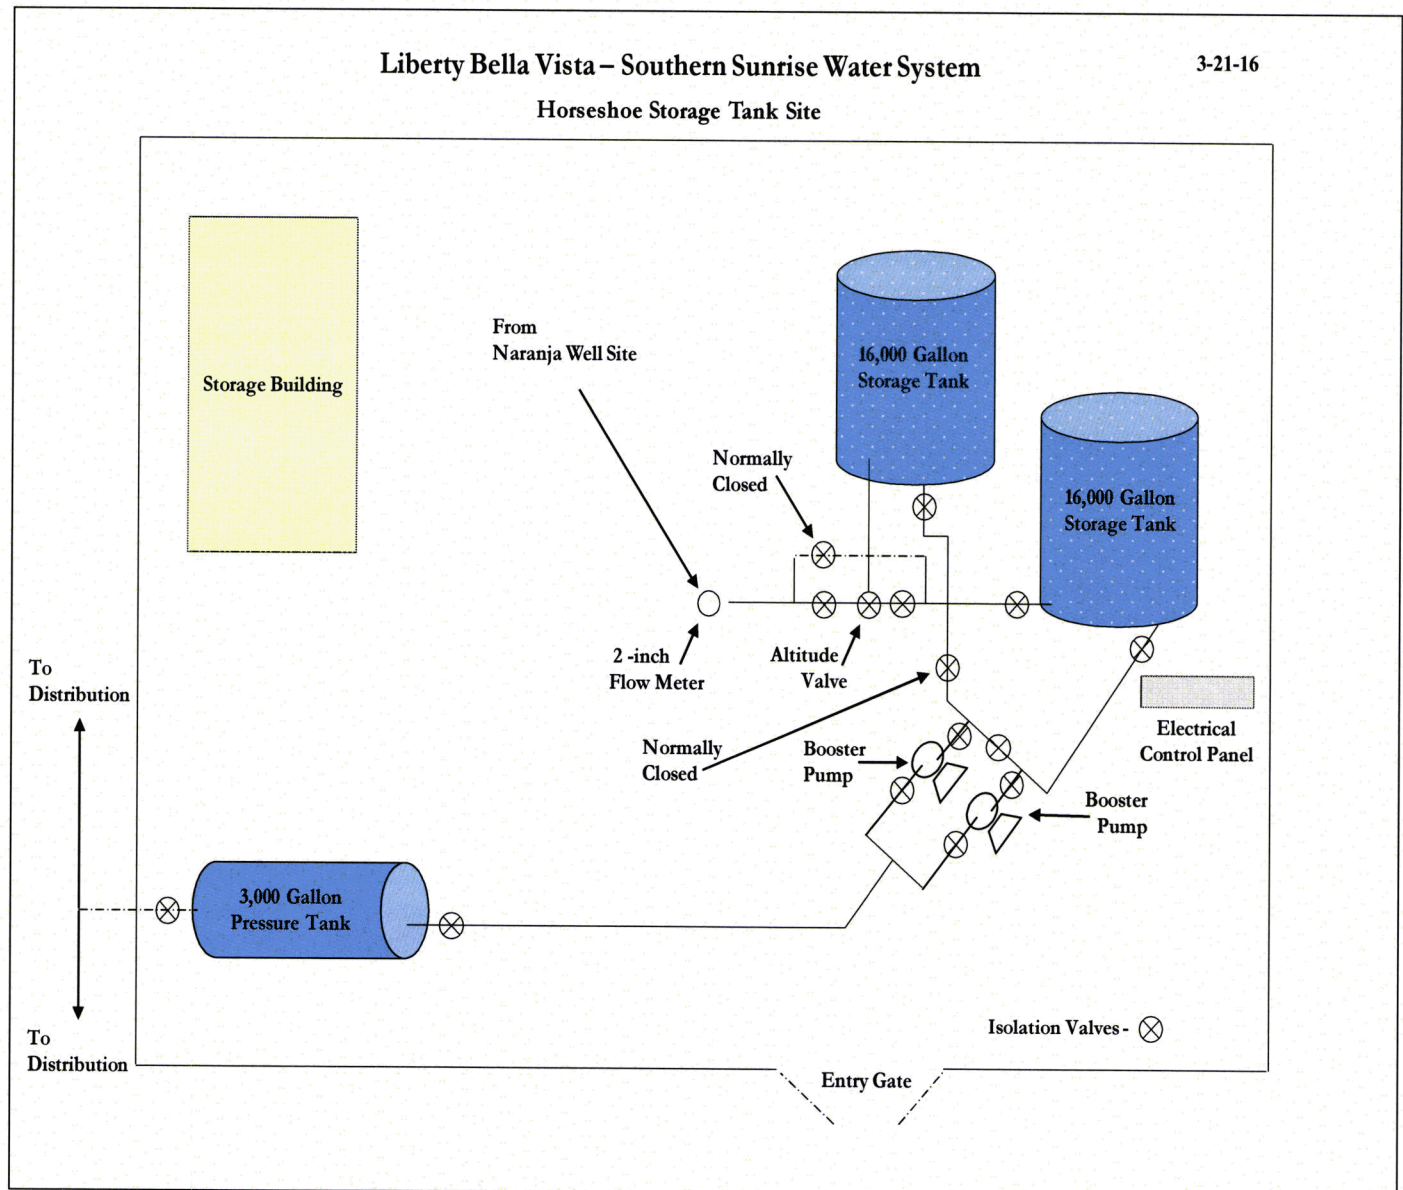 Liberty Bella Vista – Southern Sunrise Water System
3-21-16
Horseshoe Storage Tank Site
Storage Building
From
Naranja Well Site
16,000 Gallon
Storage Tank
Normally
Closed
16,000 Gallon
Storage Tank
2 -inch
Flow Meter
Altitude
Valve
To
Distribution
Electrical
Control Panel
Normally
Closed
Booster
Pump
Booster
Pump
3,000 Gallon
Pressure Tank
Isolation Valves -
To
Distribution
Entry Gate